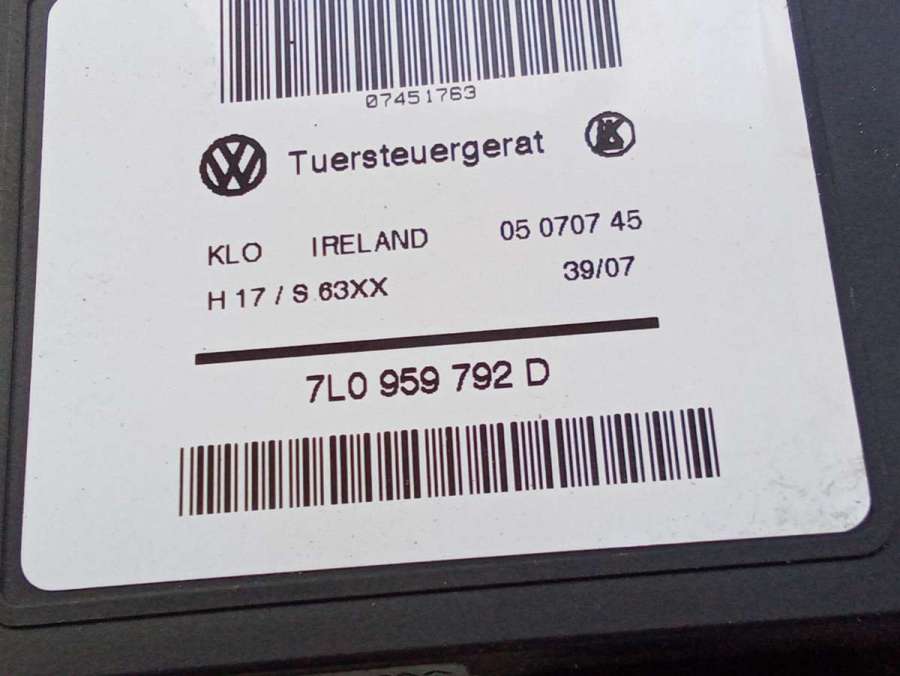 07451763
Tuersteuergerat
KLO IRELAND 05 0707 45
H 17 / S 63XX 39/07
7L0 959 792 D